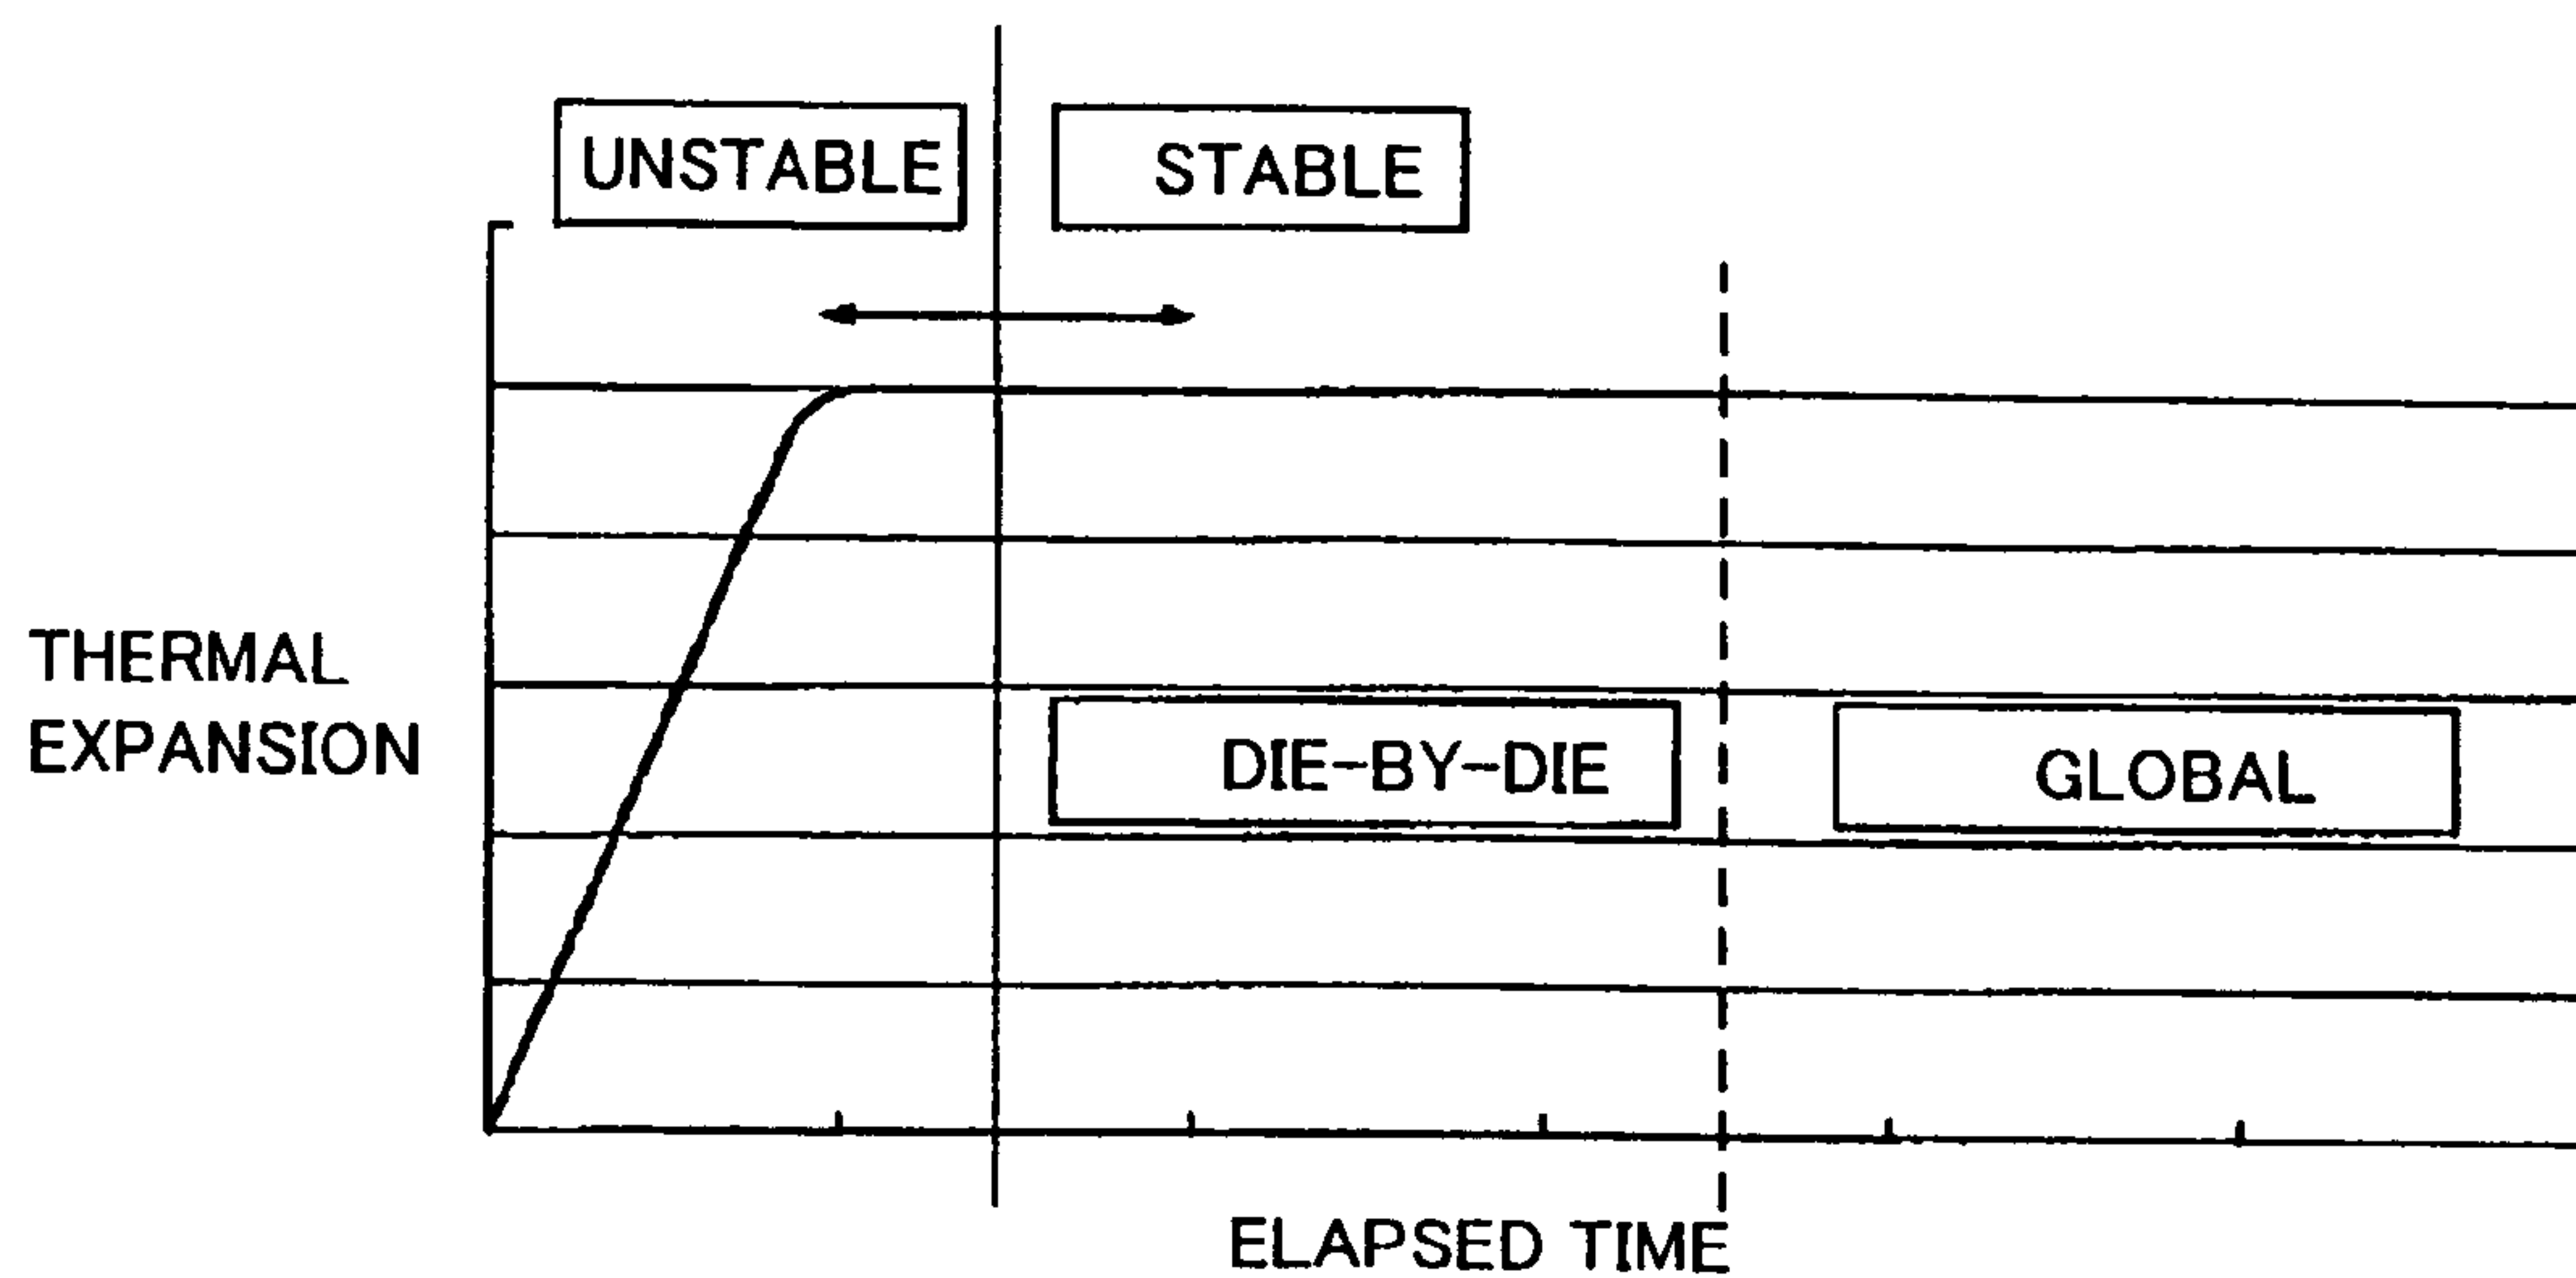 UNSTABLE
STABLE
THERMAL
EXPANSION
DIE-BY-DIE
GLOBAL
ELAPSED TIME